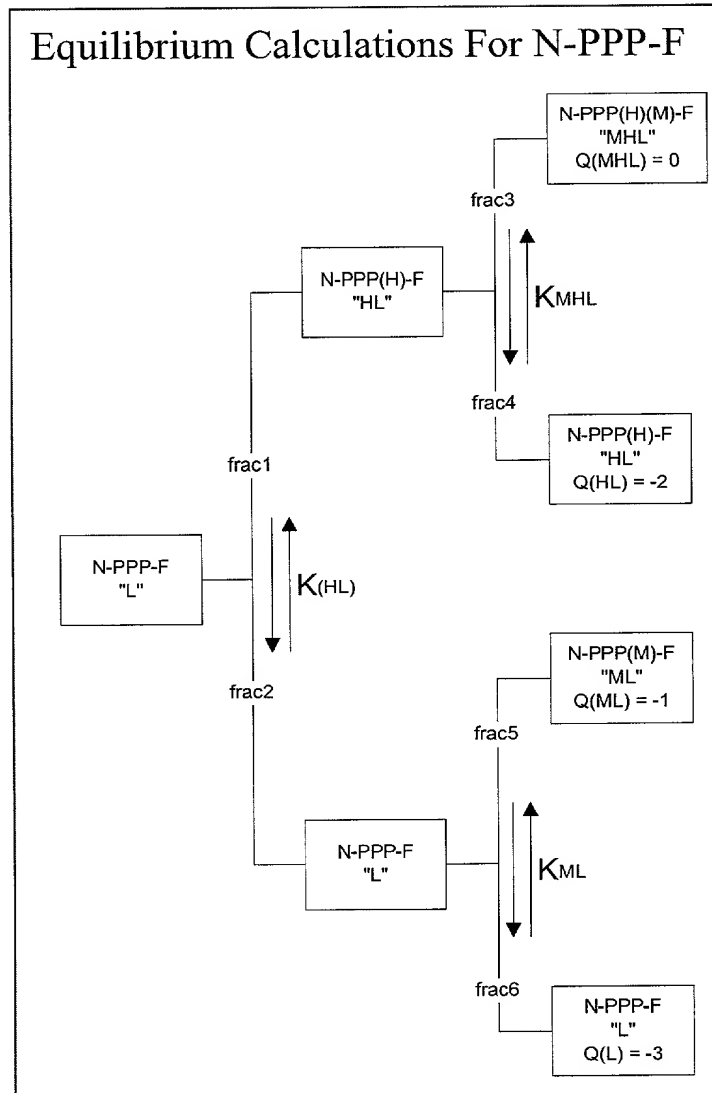 Equilibrium Calculations For N-PPP-F
N-PPP(H)(M)-F
"MHL"
Q(MHL) = 0
frac3
N-PPP(H)-F
"HL"
KMHL
frac4
N-PPP(H)-F
"HL"
Q(HL) = -2
frac1
N-PPP-F
"L"
K(HL)
frac2
N-PPP(M)-F
"ML"
Q(ML) = -1
frac5
N-PPP-F
"L"
KML
frac6
N-PPP-F
"L"
Q(L) = -3